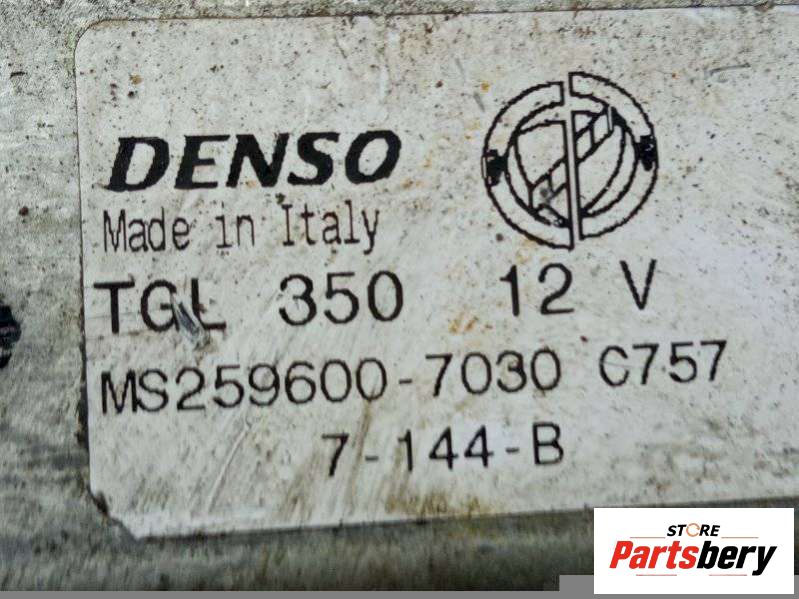 DENSO
Made in Italy
TGL 350 12 V
MS259600-7030 C757
7-144-B
STORE
Partsbery